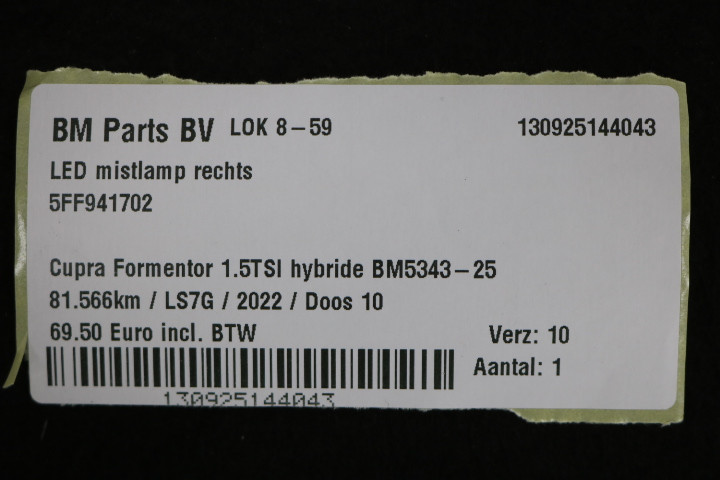 BM Parts BV LOK 8-59 130925144043
LED mistlamp rechts
5FF941702
Cupra Formentor 1.5TSI hybride BM5343-25
81.566km / LS7G / 2022 / Doos 10
69.50 Euro incl. BTW Verz: 10
Aantal: 1
130925144043